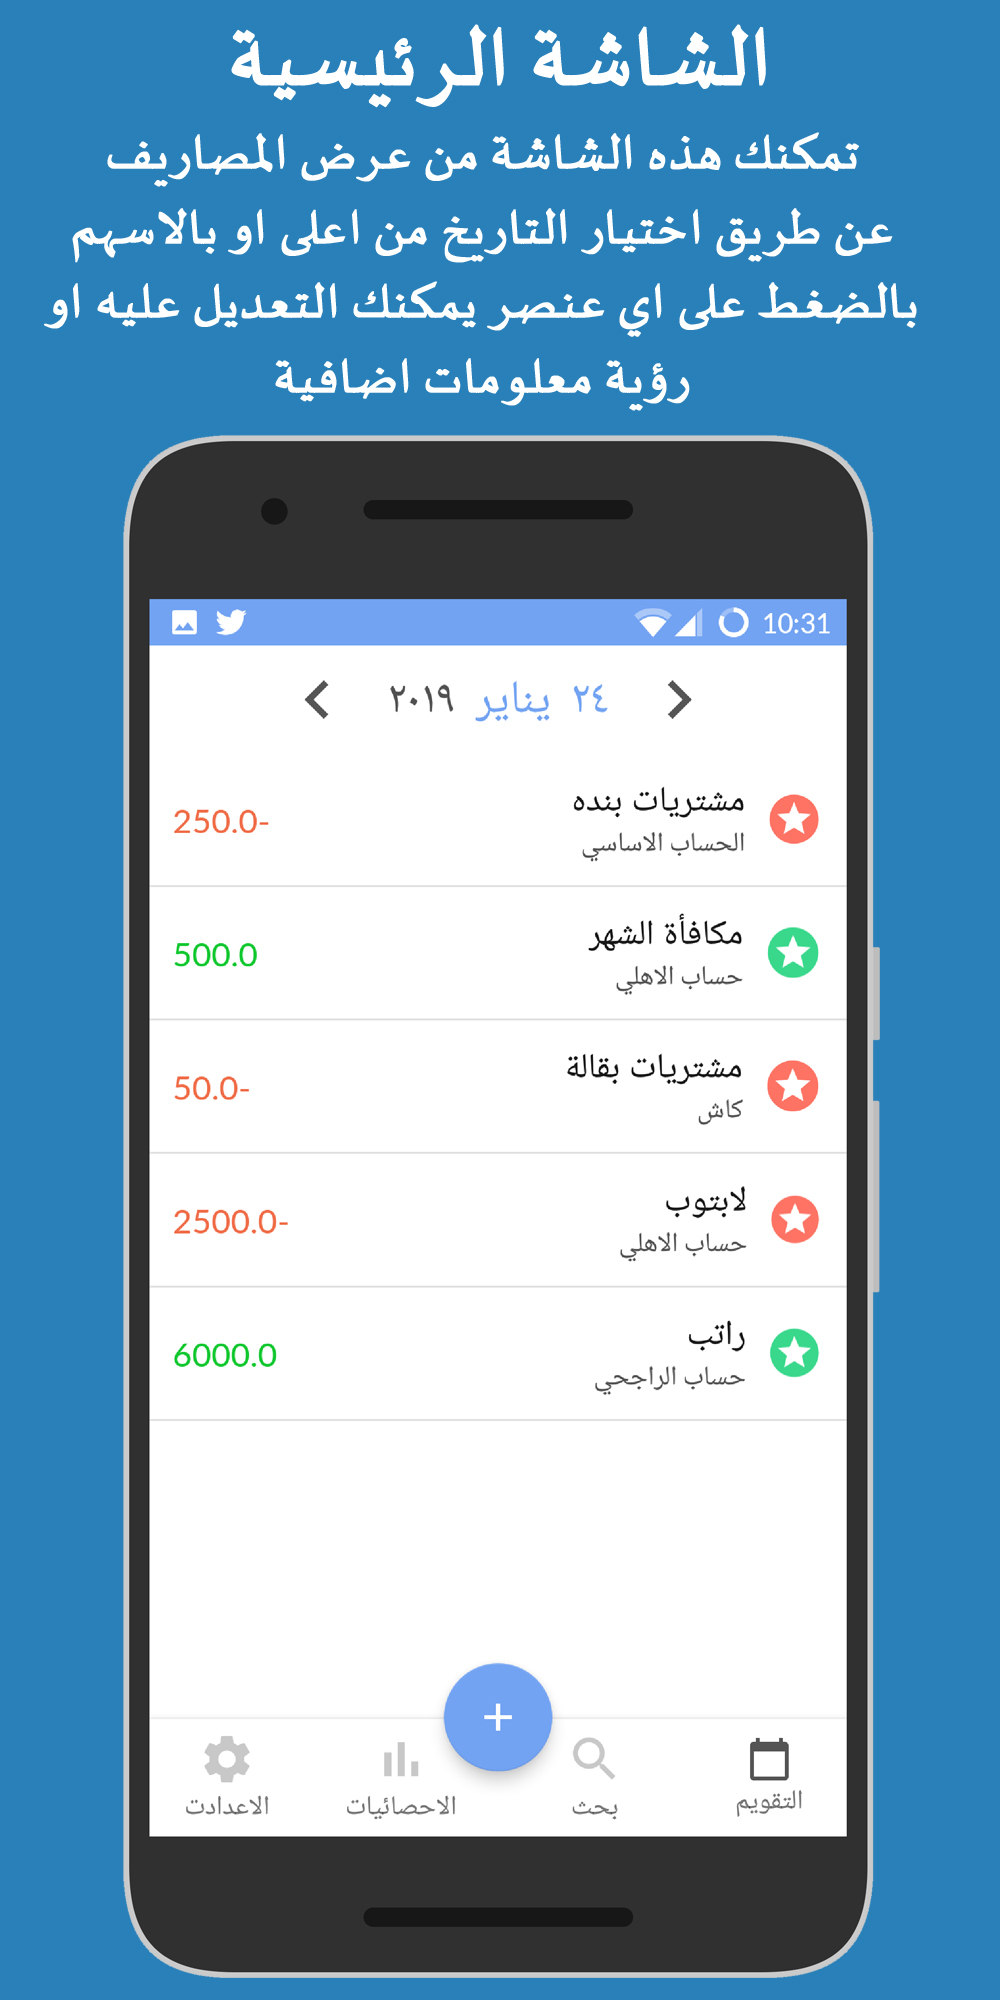 الشاشة الرئيسية
تمكنك هذه الشاشة من عرض المصاريف
عن طريق اختيار التاريخ من اعلى او بالاسهم
بالضغط على اي عنصر يمكنك التعديل عليه او
رؤية معلومات اضافية
10:31
٢٤ يناير ٢٠١٩
مشتريات بنده
250.0-
الحساب الاساسي
مكافأة الشهر
500.0
حساب الاهلي
مشتريات بقالة
50.0-
كاش
لابتوب
2500.0-
حساب الاهلي
راتب
6000.0
حساب الراجحي
+
التقويم
بحث
الاحصائيات
الاعدادت